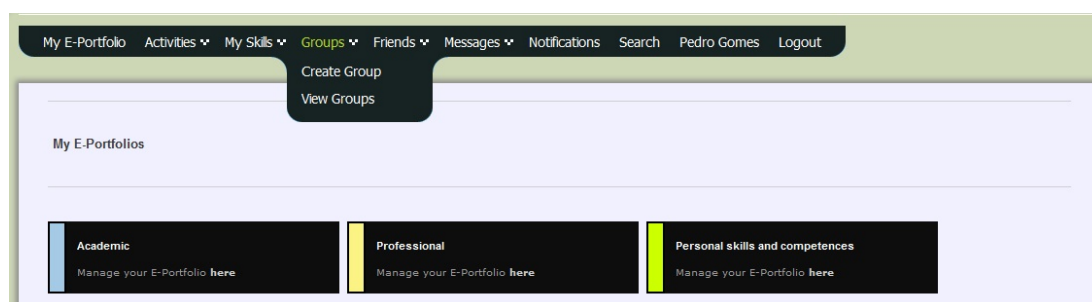 My E-Portfolio Activities My Skills Groups Friends Messages Notifications Search Pedro Gomes Logout
Create Group
View Groups
My E-Portfolios
Academic Professional Personal skills and competences
Manage your E-Portfolio here Manage your E-Portfolio here Manage your E-Portfolio here